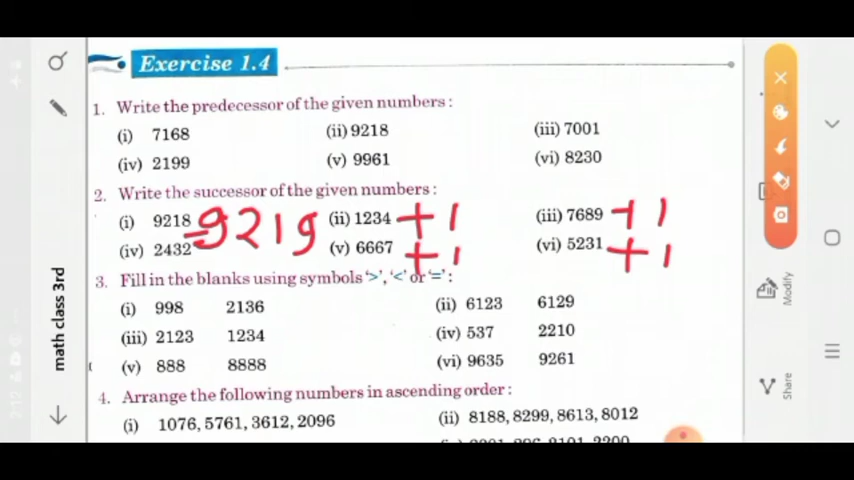 Exercise 1.4
1. Write the predecessor of the given numbers :
(i) 7168 (ii) 9218 (iii) 7001
(iv) 2199 (v) 9961 (vi) 8230
2. Write the successor of the given numbers :
(i) 9218 = 9219 (ii) 1234 +1 (iii) 7689 +1
(iv) 2432 (v) 6667 +1 (vi) 5231 +1
3. Fill in the blanks using symbols '>', '<' or '=' :
(i) 998 2136 (ii) 6123 6129
(iii) 2123 1234 (iv) 537 2210
(v) 888 8888 (vi) 9635 9261
4. Arrange the following numbers in ascending order :
(i) 1076, 5761, 3612, 2096 (ii) 8188, 8299, 8613, 8012
math class 3rd
Modify
Share